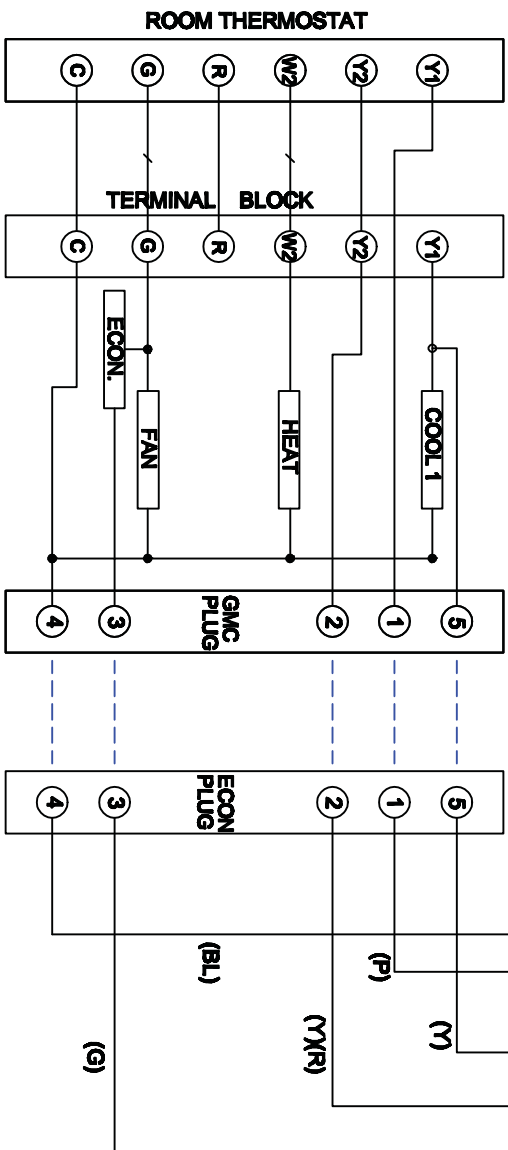 ROOM THERMOSTAT
C G R W2 Y2 Y1
TERMINAL BLOCK
C G R W2 Y2 Y1
ECON.
FAN
HEAT
COOL 1
4 3
GMC
PLUG
2 1 5
4 3
ECON
PLUG
2 1 5
(BL)
(P)
(Y)
(Y)(R)
(G)